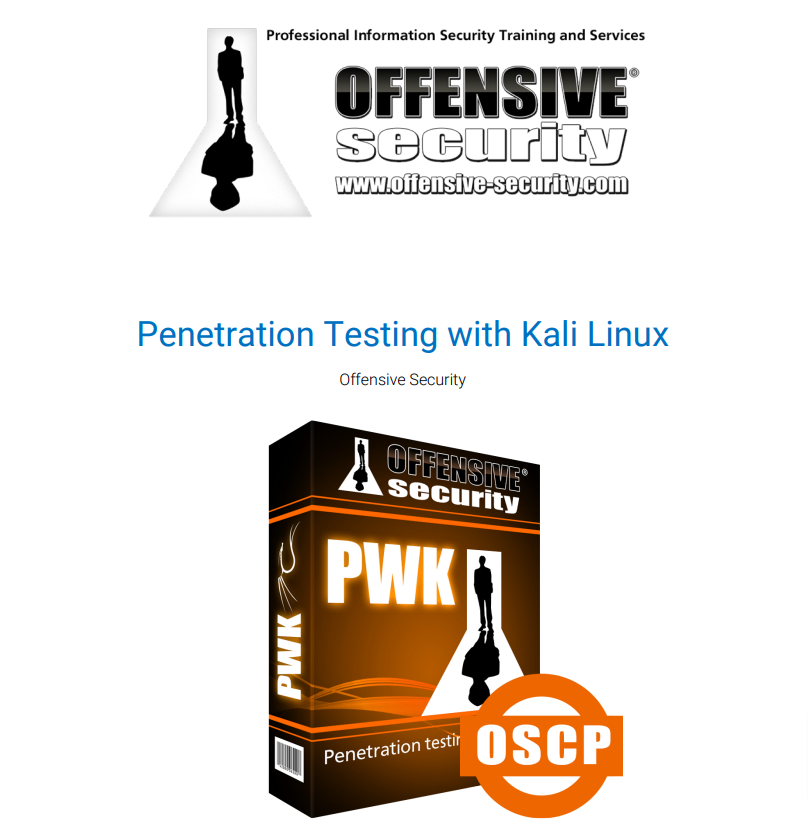 Professional Information Security Training and Services
OFFENSIVE®
security
www.offensive-security.com
Penetration Testing with Kali Linux
Offensive Security
OFFENSIVE®
security
PWK
PWK
Penetration testin
OSCP